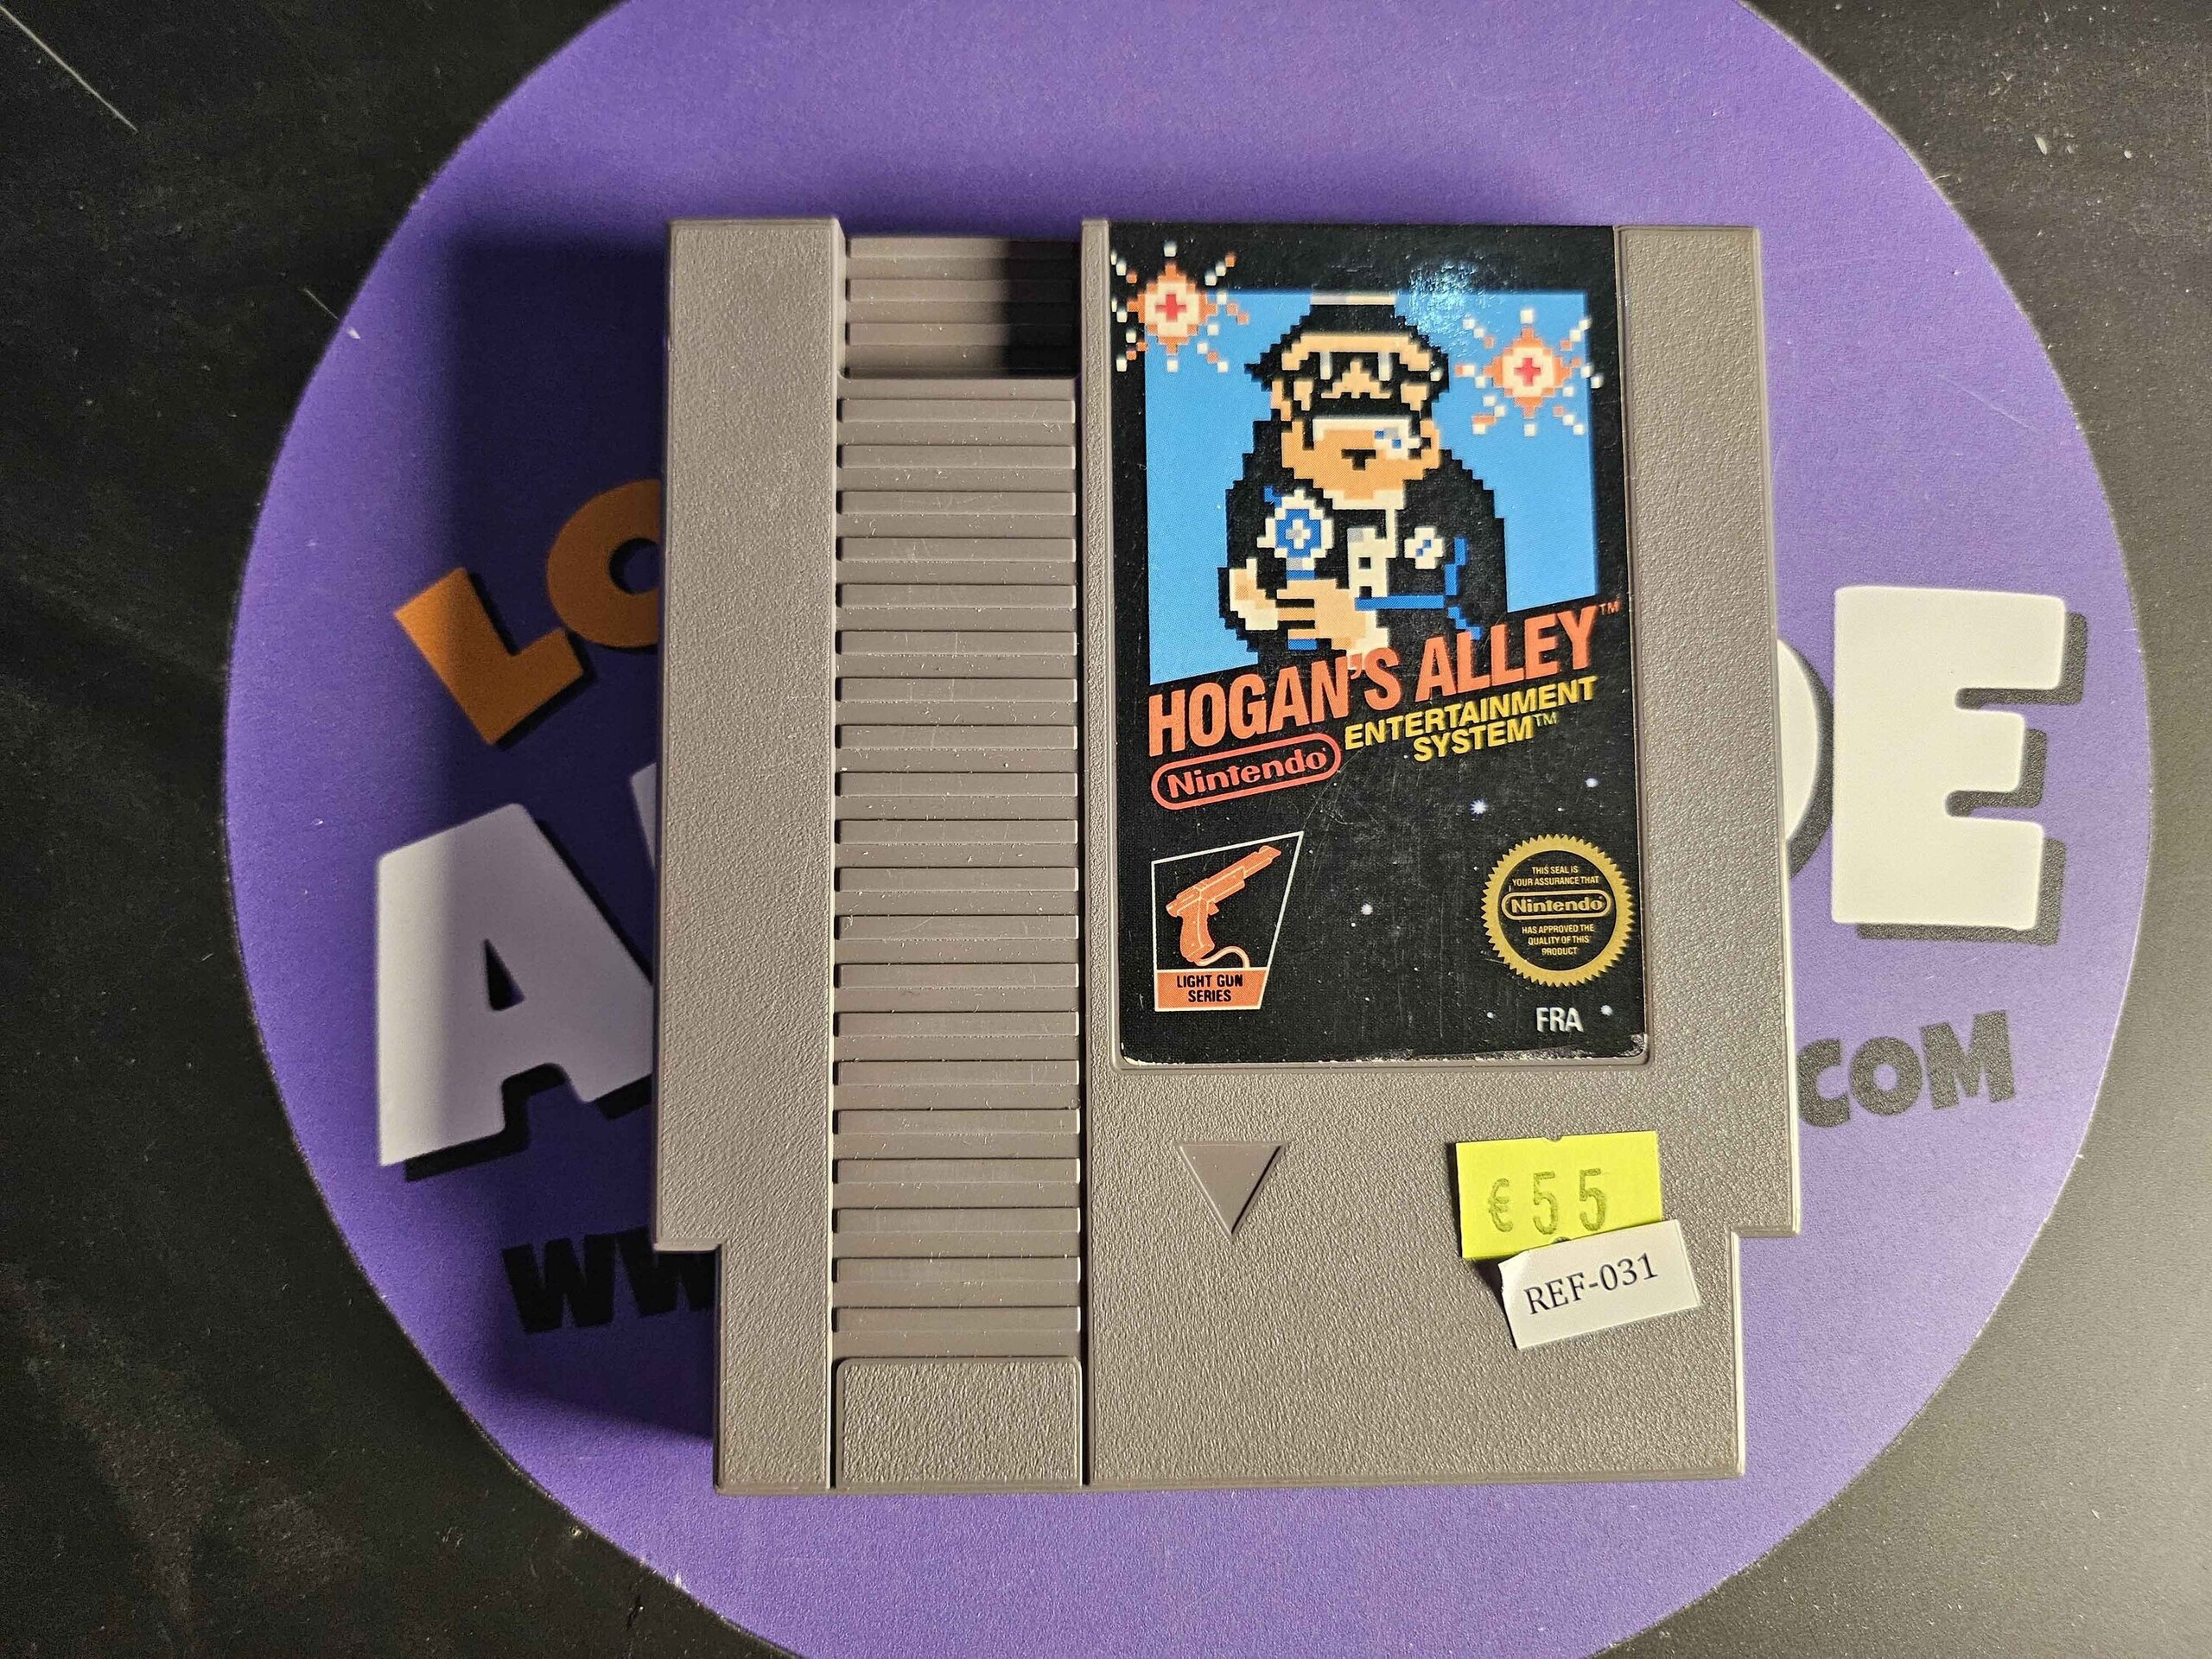 HOGAN'S ALLEY™
Nintendo®
ENTERTAINMENT
SYSTEM™
LIGHT GUN
SERIES
THIS SEAL IS
YOUR ASSURANCE THAT
Nintendo®
HAS APPROVED THE
QUALITY OF THIS
PRODUCT
FRA
€55
REF-031
.COM